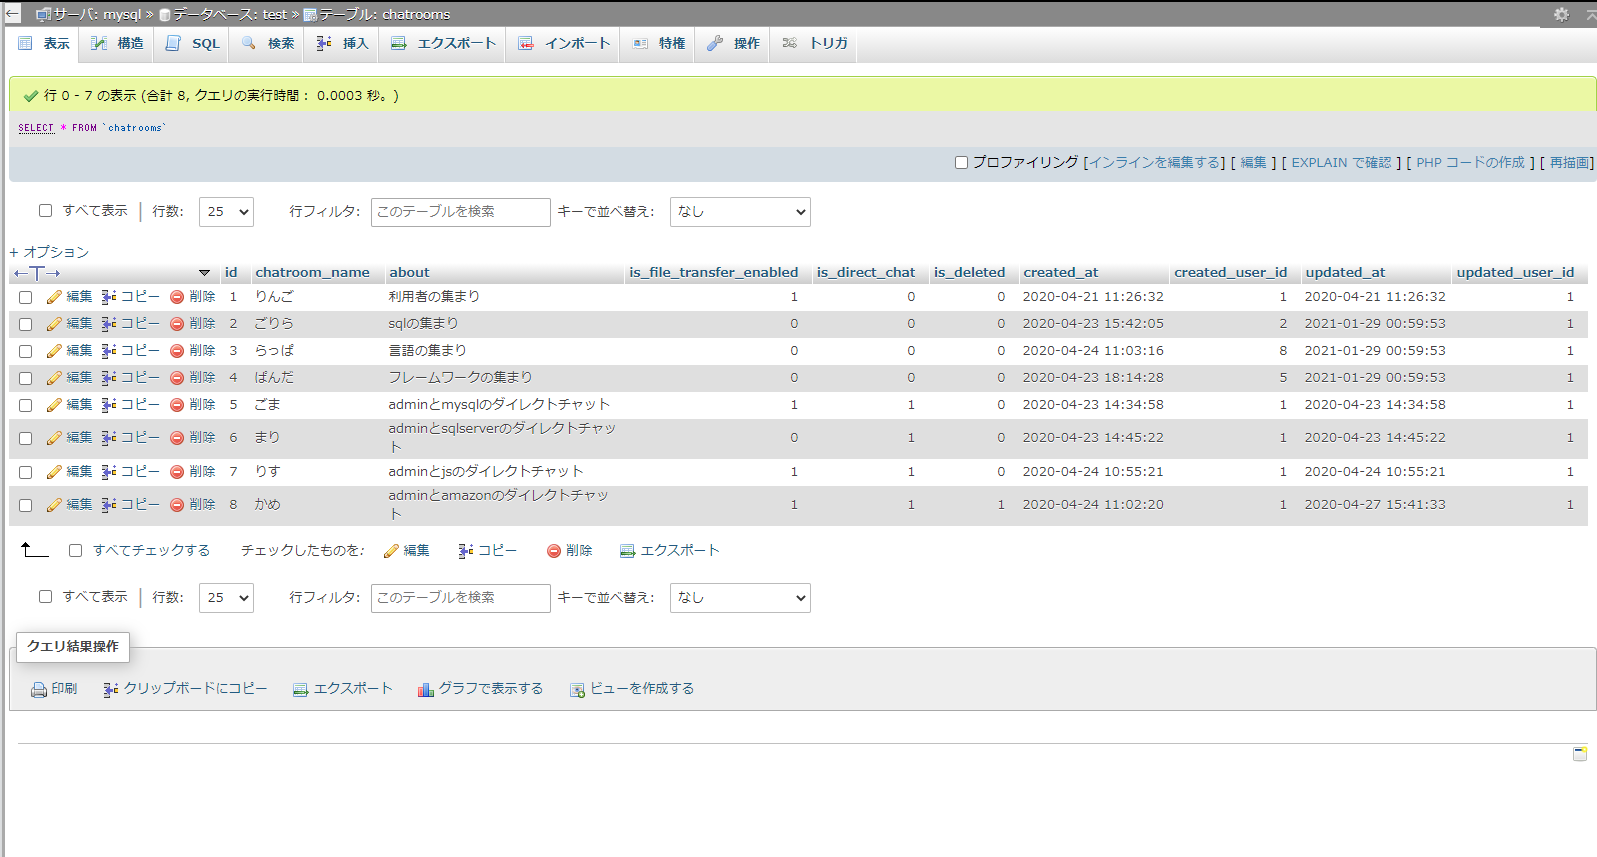 サーバ: mysql » データベース: test » テーブル: chatrooms
表示 構造 SQL 検索 挿入 エクスポート インポート 特権 操作 トリガ
行 0 - 7 の表示 (合計 8, クエリの実行時間： 0.0003 秒。)
SELECT * FROM `chatrooms`
プロファイリング [インラインを編集する] [ 編集 ] [ EXPLAIN で確認 ] [ PHP コードの作成 ] [ 再描画]
すべて表示 | 行数: 25 行フィルタ: このテーブルを検索 キーで並べ替え: なし
+ オプション
←T→ id chatroom_name about is_file_transfer_enabled is_direct_chat is_deleted created_at created_user_id updated_at updated_user_id
編集 コピー 削除 1 りんご 利用者の集まり 1 0 0 2020-04-21 11:26:32 1 2020-04-21 11:26:32 1
編集 コピー 削除 2 ごりら sqlの集まり 0 0 0 2020-04-23 15:42:05 2 2021-01-29 00:59:53 1
編集 コピー 削除 3 らっぱ 言語の集まり 0 0 0 2020-04-24 11:03:16 8 2021-01-29 00:59:53 1
編集 コピー 削除 4 ぱんだ フレームワークの集まり 0 0 0 2020-04-23 18:14:28 5 2021-01-29 00:59:53 1
編集 コピー 削除 5 ごま adminとmysqlのダイレクトチャット 1 1 0 2020-04-23 14:34:58 1 2020-04-23 14:34:58 1
編集 コピー 削除 6 まり adminとsqlserverのダイレクトチャッ
ト 0 1 0 2020-04-23 14:45:22 1 2020-04-23 14:45:22 1
編集 コピー 削除 7 りす adminとjsのダイレクトチャット 1 1 0 2020-04-24 10:55:21 1 2020-04-24 10:55:21 1
編集 コピー 削除 8 かめ adminとamazonのダイレクトチャッ
ト 1 1 1 2020-04-24 11:02:20 1 2020-04-27 15:41:33 1
すべてチェックする チェックしたものを: 編集 コピー 削除 エクスポート
すべて表示 | 行数: 25 行フィルタ: このテーブルを検索 キーで並べ替え: なし
クエリ結果操作
印刷 クリップボードにコピー エクスポート グラフで表示する ビューを作成する